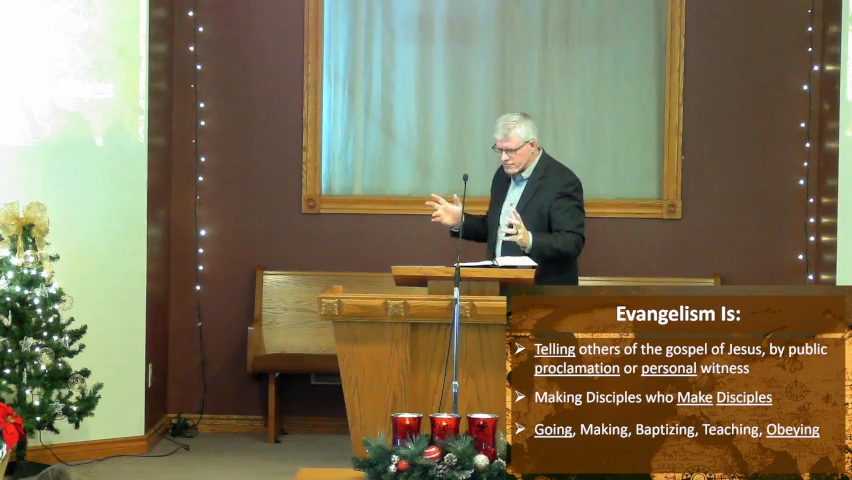 Evangelism Is:
Telling others of the gospel of Jesus, by public
proclamation or personal witness
Making Disciples who Make Disciples
Going, Making, Baptizing, Teaching, Obeying